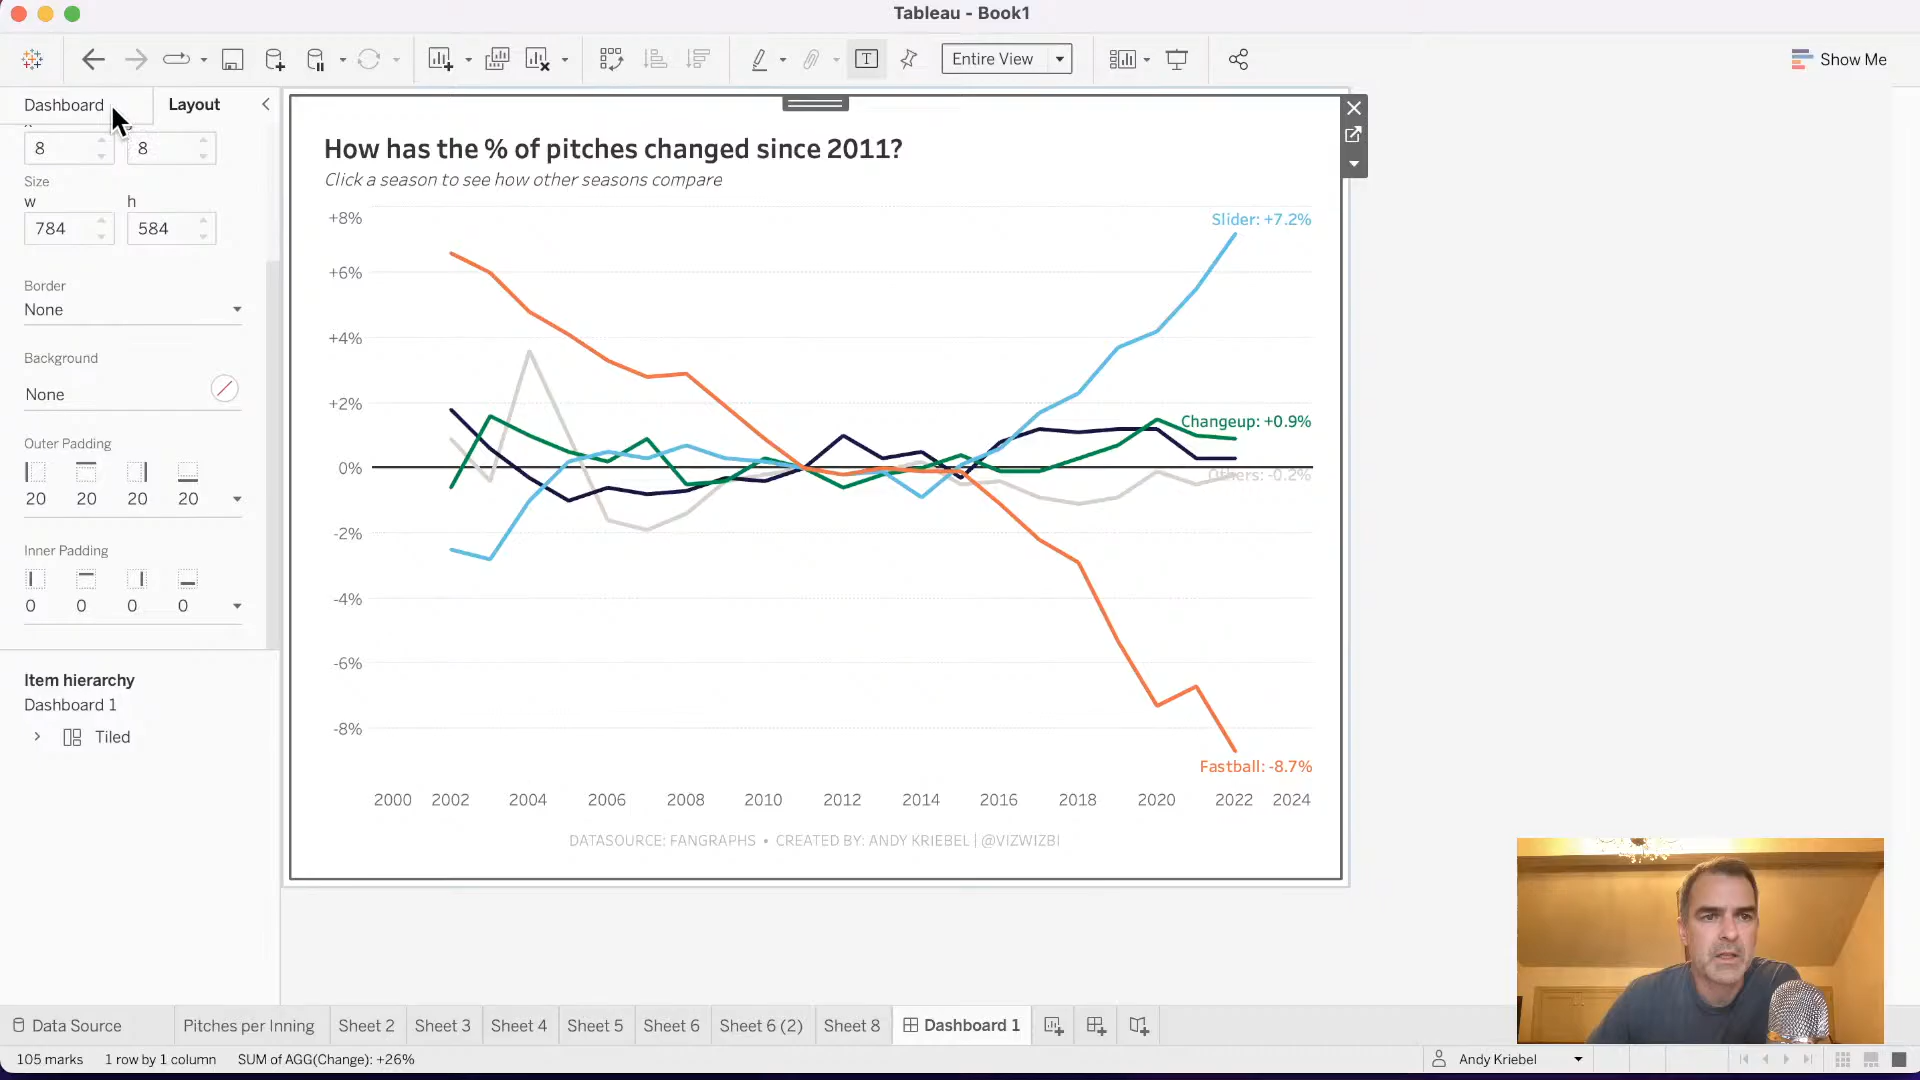 Tableau - Book1
Entire View
Show Me
Dashboard
Layout
8
8
Size
w
h
784
584
Border
None
Background
None
Outer Padding
20
20
20
20
Inner Padding
0
0
0
0
Item hierarchy
Dashboard 1
Tiled
How has the % of pitches changed since 2011?
Click a season to see how other seasons compare
+8%
+6%
+4%
+2%
0%
-2%
-4%
-6%
-8%
Slider: +7.2%
Changeup: +0.9%
Others: -0.2%
Fastball: -8.7%
2000 2002 2004 2006 2008 2010 2012 2014 2016 2018 2020 2022 2024
DATASOURCE: FANGRAPHS • CREATED BY: ANDY KRIEBEL | @VIZWIZBI
Data Source
Pitches per Inning
Sheet 2
Sheet 3
Sheet 4
Sheet 5
Sheet 6
Sheet 6 (2)
Sheet 8
Dashboard 1
105 marks
1 row by 1 column
SUM of AGG(Change): +26%
Andy Kriebel